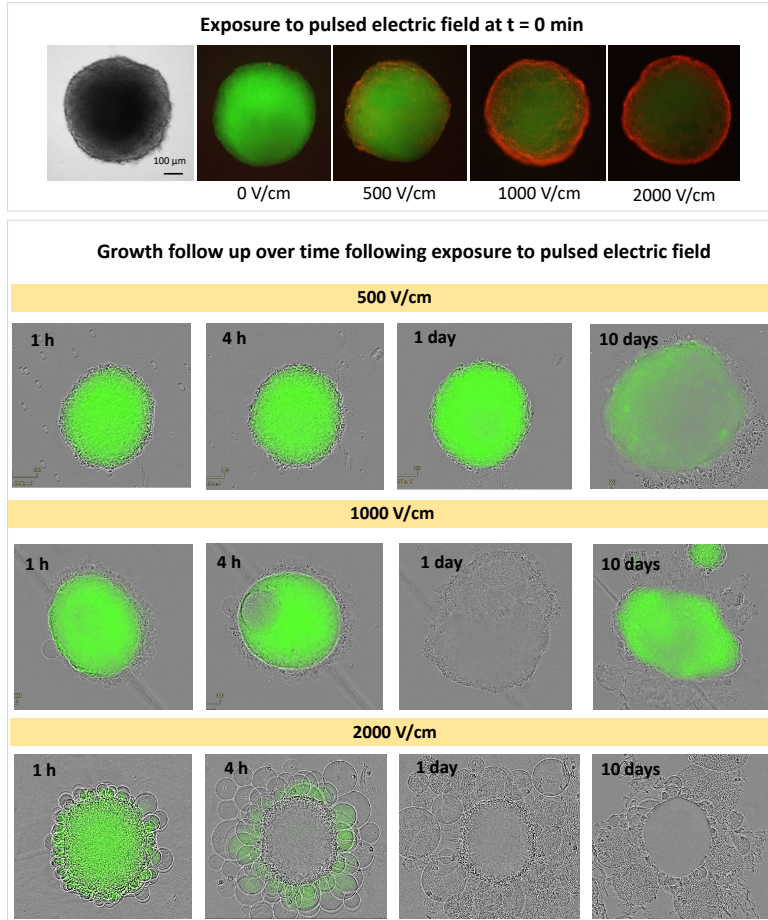 Exposure to pulsed electric field at t = 0 min
100 µm
0 V/cm 500 V/cm 1000 V/cm 2000 V/cm
Growth follow up over time following exposure to pulsed electric field
500 V/cm
1 h 4 h 1 day 10 days
1000 V/cm
1 h 4 h 1 day 10 days
2000 V/cm
1 h 4 h 1 day 10 days